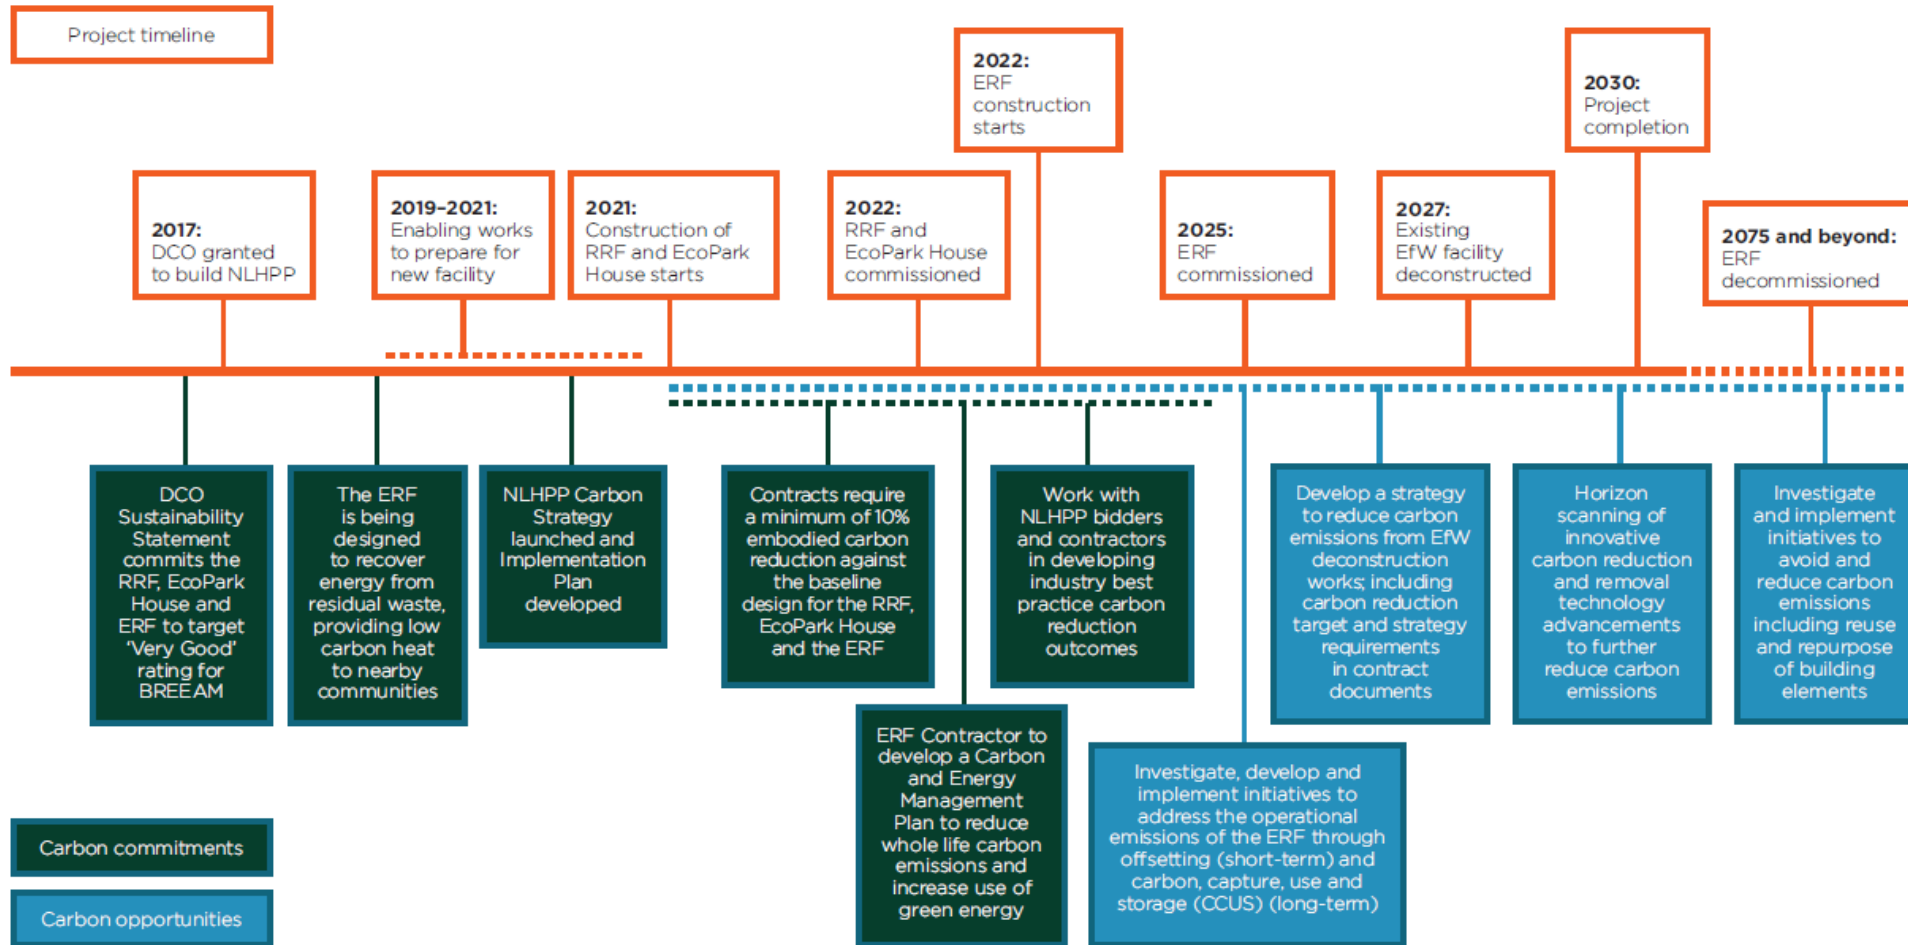 Project timeline
2022:
ERF
construction
starts
2030:
Project
completion
2017:
DCO granted
to build NLHPP
2019–2021:
Enabling works
to prepare for
new facility
2021:
Construction of
RRF and EcoPark
House starts
2022:
RRF and
EcoPark House
commissioned
2025:
ERF
commissioned
2027:
Existing
EfW facility
deconstructed
2075 and beyond:
ERF
decommissioned
DCO
Sustainability
Statement
commits the
RRF, EcoPark
House and
ERF to target
‘Very Good’
rating for
BREEAM
The ERF
is being
designed
to recover
energy from
residual waste,
providing low
carbon heat
to nearby
communities
NLHPP Carbon
Strategy
launched and
Implementation
Plan
developed
Contracts require
a minimum of 10%
embodied carbon
reduction against
the baseline
design for the RRF,
EcoPark House
and the ERF
Work with
NLHPP bidders
and contractors
in developing
industry best
practice carbon
reduction
outcomes
Develop a strategy
to reduce carbon
emissions from EfW
deconstruction
works; including
carbon reduction
target and strategy
requirements
in contract
documents
Horizon
scanning of
innovative
carbon reduction
and removal
technology
advancements
to further
reduce carbon
emissions
Investigate
and implement
initiatives to
avoid and
reduce carbon
emissions
including reuse
and repurpose
of building
elements
ERF Contractor to
develop a Carbon
and Energy
Management
Plan to reduce
whole life carbon
emissions and
increase use of
green energy
Investigate, develop and
implement initiatives to
address the operational
emissions of the ERF through
offsetting (short-term) and
carbon, capture, use and
storage (CCUS) (long-term)
Carbon commitments
Carbon opportunities